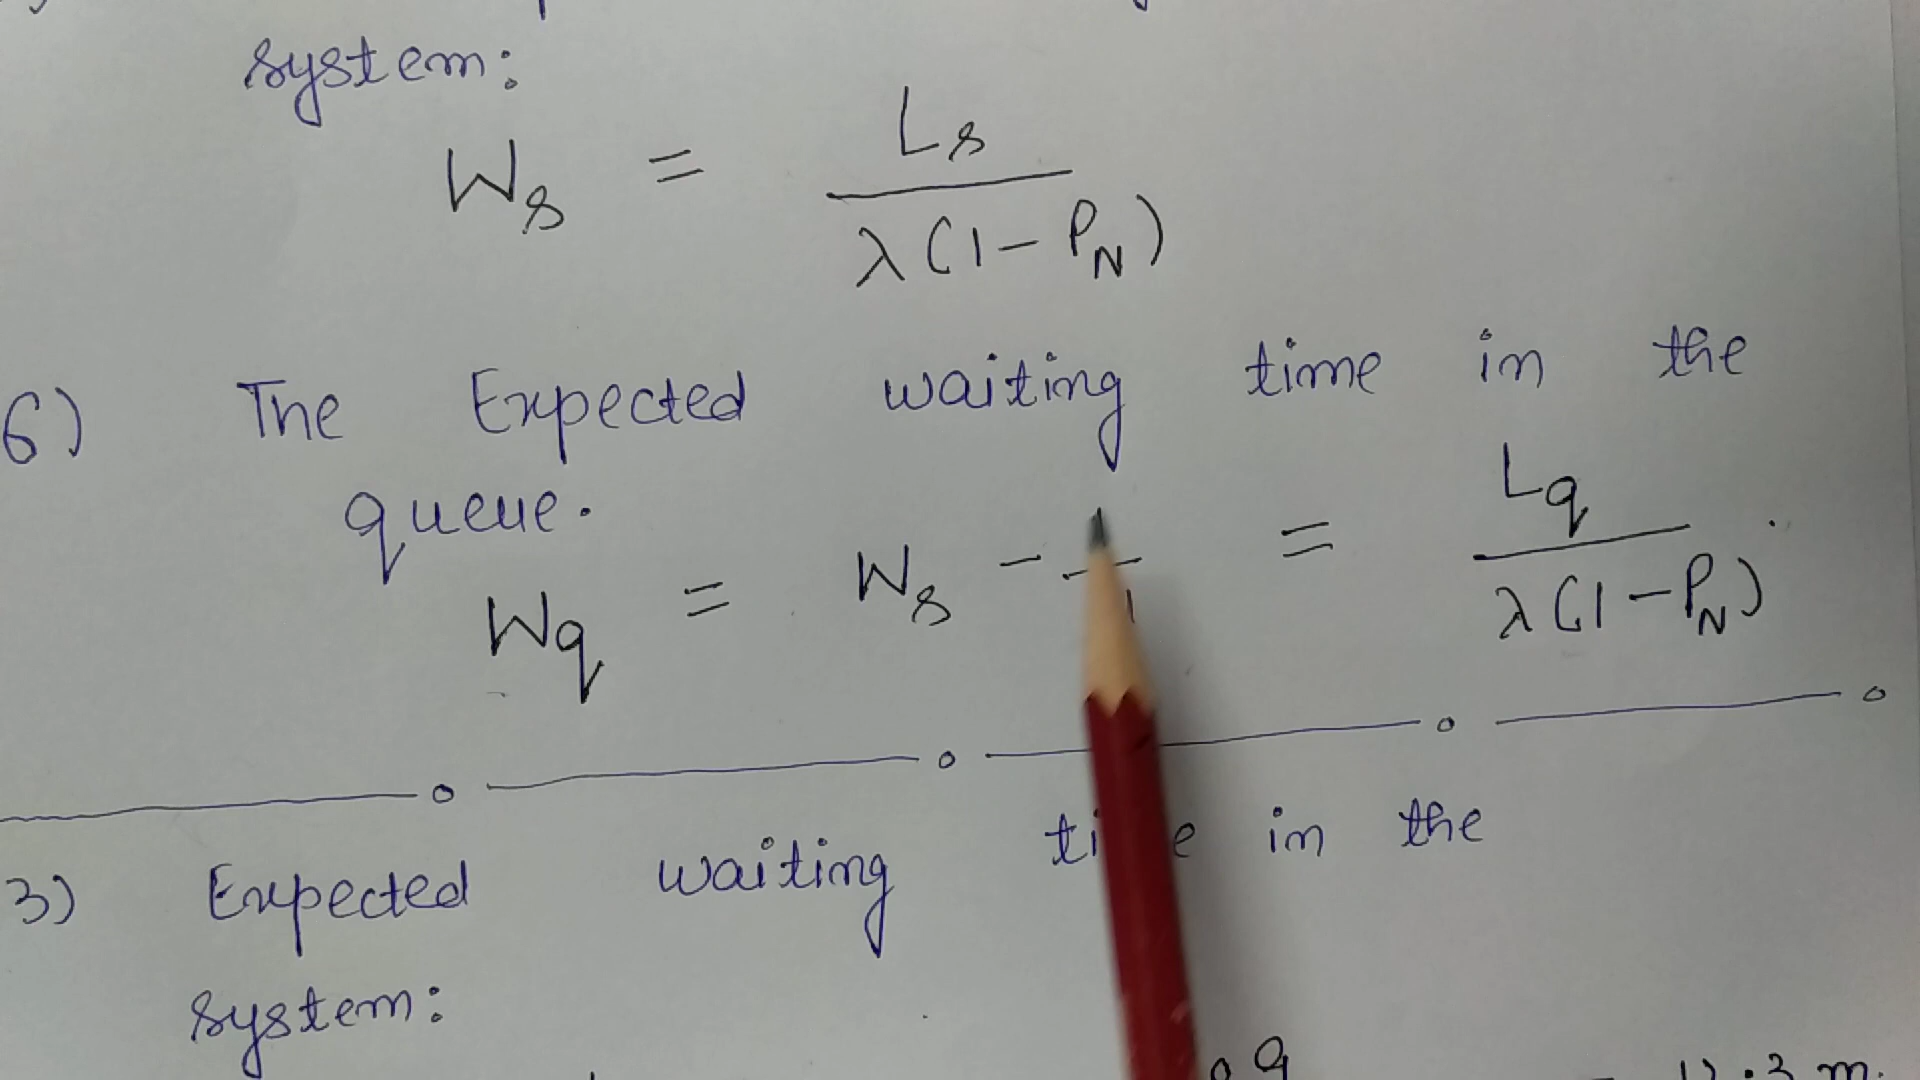 system:
Ws = Ls / λ(1 - PN)
6) The Expected waiting time in the
queue.
Wq = Ws - = Lq / λ(1 - PN).
3) Expected waiting in the
system: